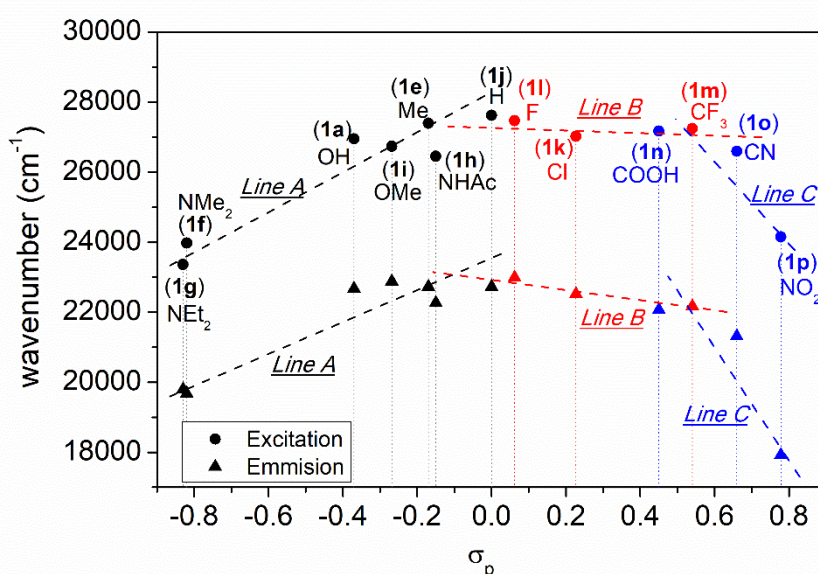 30000
28000
26000
24000
22000
20000
18000
wavenumber (cm⁻¹)
-0.8
-0.6
-0.4
-0.2
0.0
0.2
0.4
0.6
0.8
σₚ
NMe₂
(1f)
(1g)
NEt₂
(1a)
OH
(1i)
OMe
(1e)
Me
(1h)
NHAc
(1j)
H
(1l)
F
(1k)
Cl
(1n)
COOH
(1m)
CF₃
(1o)
CN
(1p)
NO₂
Line A
Line B
Line C
Line A
Line B
Line C
Excitation
Emmision